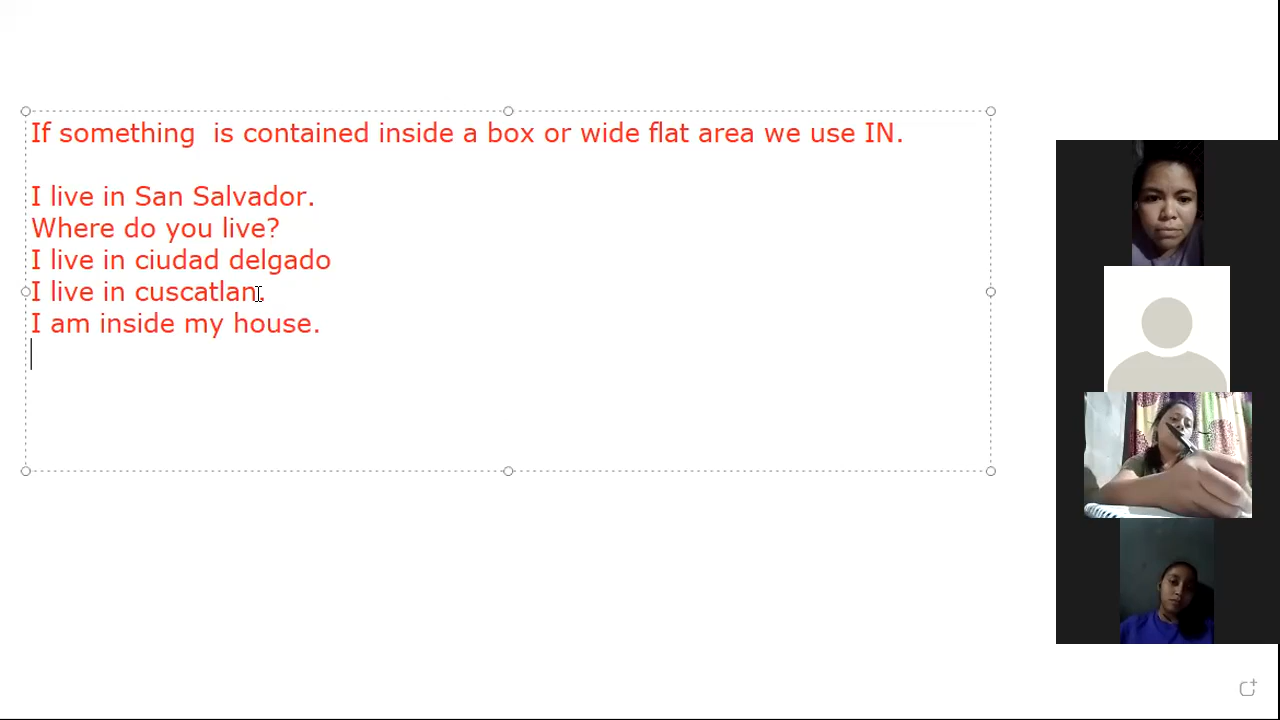 If something  is contained inside a box or wide flat area we use IN.
I live in San Salvador.
Where do you live?
I live in ciudad delgado
I live in cuscatlan.
I am inside my house.